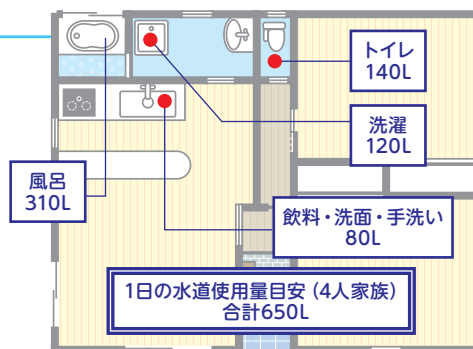 トイレ
140L
洗濯
120L
風呂
310L
飲料・洗面・手洗い
80L
1日の水道使用量目安（4人家族）
合計650L